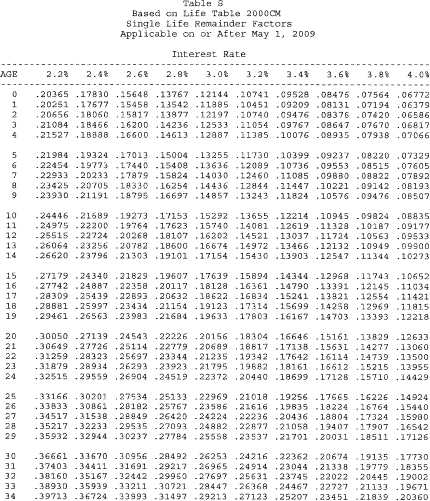 Table S
Based on Life Table 2000CM
Single Life Remainder Factors
Applicable on or After May 1, 2009
Interest Rate
AGE 2.2% 2.4% 2.6% 2.8% 3.0% 3.2% 3.4% 3.6% 3.8% 4.0%
0 .20365 .17830 .15648 .13767 .12144 .10741 .09528 .08476 .07564 .06772
1 .20251 .17677 .15458 .13542 .11885 .10451 .09209 .08131 .07194 .06379
2 .20656 .18060 .15817 .13877 .12197 .10740 .09476 .08376 .07420 .06586
3 .21084 .18466 .16200 .14236 .12533 .11054 .09767 .08647 .07670 .06817
4 .21527 .18888 .16600 .14613 .12887 .11385 .10076 .08935 .07938 .07066
5 .21984 .19324 .17013 .15004 .13255 .11730 .10399 .09237 .08220 .07329
6 .22454 .19773 .17440 .15408 .13636 .12089 .10736 .09553 .08515 .07605
7 .22933 .20233 .17879 .15824 .14030 .12460 .11085 .09880 .08822 .07892
8 .23425 .20705 .18330 .16254 .14436 .12844 .11447 .10221 .09142 .08193
9 .23930 .21191 .18795 .16697 .14857 .13243 .11824 .10576 .09476 .08507
10 .24446 .21689 .19273 .17153 .15292 .13655 .12214 .10945 .09824 .08835
11 .24975 .22200 .19764 .17623 .15740 .14081 .12619 .11328 .10187 .09177
12 .25515 .22724 .20268 .18107 .16202 .14521 .13037 .11724 .10563 .09533
13 .26064 .23256 .20782 .18600 .16674 .14972 .13466 .12132 .10949 .09900
14 .26620 .23796 .21303 .19101 .17154 .15430 .13903 .12547 .11344 .10273
15 .27179 .24340 .21829 .19607 .17639 .15894 .14344 .12968 .11743 .10652
16 .27742 .24887 .22358 .20117 .18128 .16361 .14790 .13391 .12145 .11034
17 .28309 .25439 .22893 .20632 .18622 .16834 .15241 .13821 .12554 .11421
18 .28881 .25997 .23434 .21154 .19123 .17314 .15699 .14258 .12969 .11815
19 .29461 .26563 .23983 .21684 .19633 .17803 .16167 .14703 .13393 .12218
20 .30050 .27139 .24543 .22226 .20156 .18304 .16646 .15161 .13829 .12633
21 .30649 .27726 .25114 .22779 .20689 .18817 .17138 .15631 .14277 .13060
22 .31259 .28323 .25697 .23344 .21235 .19342 .17642 .16114 .14739 .13500
23 .31879 .28934 .26293 .23923 .21795 .19882 .18161 .16612 .15215 .13955
24 .32515 .29559 .26904 .24519 .22372 .20440 .18699 .17128 .15710 .14429
25 .33166 .30201 .27534 .25133 .22969 .21018 .19256 .17665 .16226 .14924
26 .33833 .30861 .28182 .25767 .23586 .21616 .19835 .18224 .16764 .15440
27 .34517 .31538 .28849 .26420 .24224 .22236 .20436 .18804 .17324 .15980
28 .35217 .32233 .29535 .27093 .24882 .22877 .21058 .19407 .17907 .16542
29 .35932 .32944 .30237 .27784 .25558 .23537 .21701 .20031 .18511 .17126
30 .36661 .33670 .30956 .28492 .26253 .24216 .22362 .20674 .19135 .17730
31 .37403 .34411 .31691 .29217 .26965 .24914 .23044 .21338 .19779 .18355
32 .38160 .35167 .32442 .29960 .27697 .25631 .23745 .22022 .20445 .19002
33 .38930 .35939 .33211 .30721 .28447 .26368 .24467 .22727 .21133 .19671
34 .39713 .36724 .33993 .31497 .29213 .27123 .25207 .23451 .21839 .20360